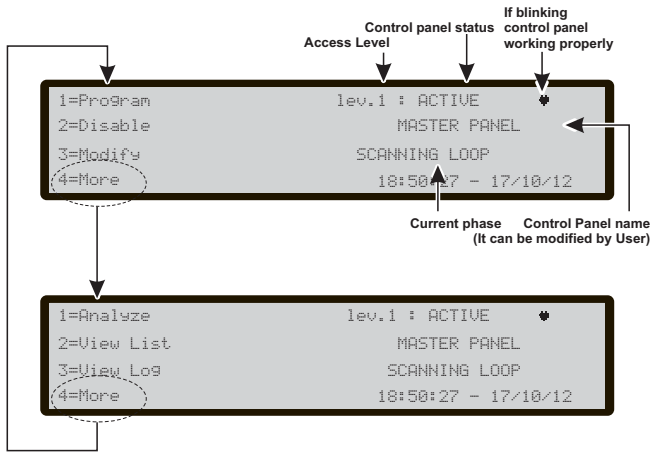 If blinking
control panel
working properly
Control panel status
Access Level
1=Program lev.1 : ACTIVE ♥
2=Disable MASTER PANEL
3=Modify SCANNING LOOP
4=More 18:50:27 - 17/10/12
Current phase Control Panel name
(It can be modified by User)
1=Analyze lev.1 : ACTIVE ♥
2=View List MASTER PANEL
3=View Log SCANNING LOOP
4=More 18:50:27 - 17/10/12